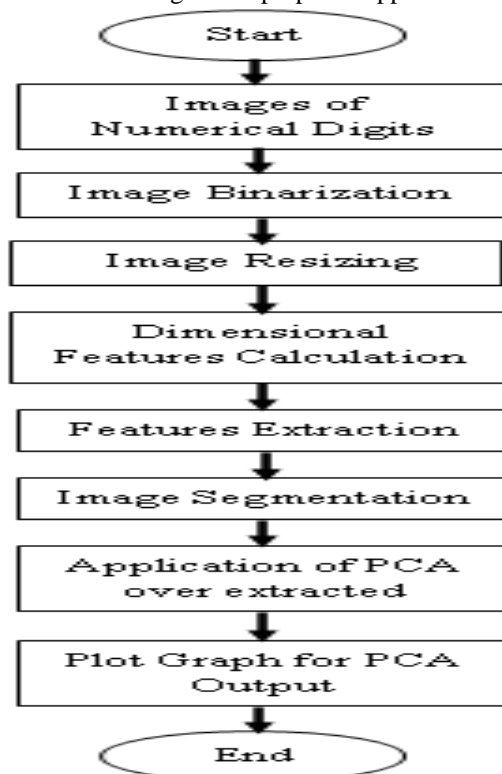 Start
Images of
Numerical Digits
Image Binarization
Image Resizing
Dimensional
Features Calculation
Features Extraction
Image Segmentation
Application of PCA
over extracted
Plot Graph for PCA
Output
End